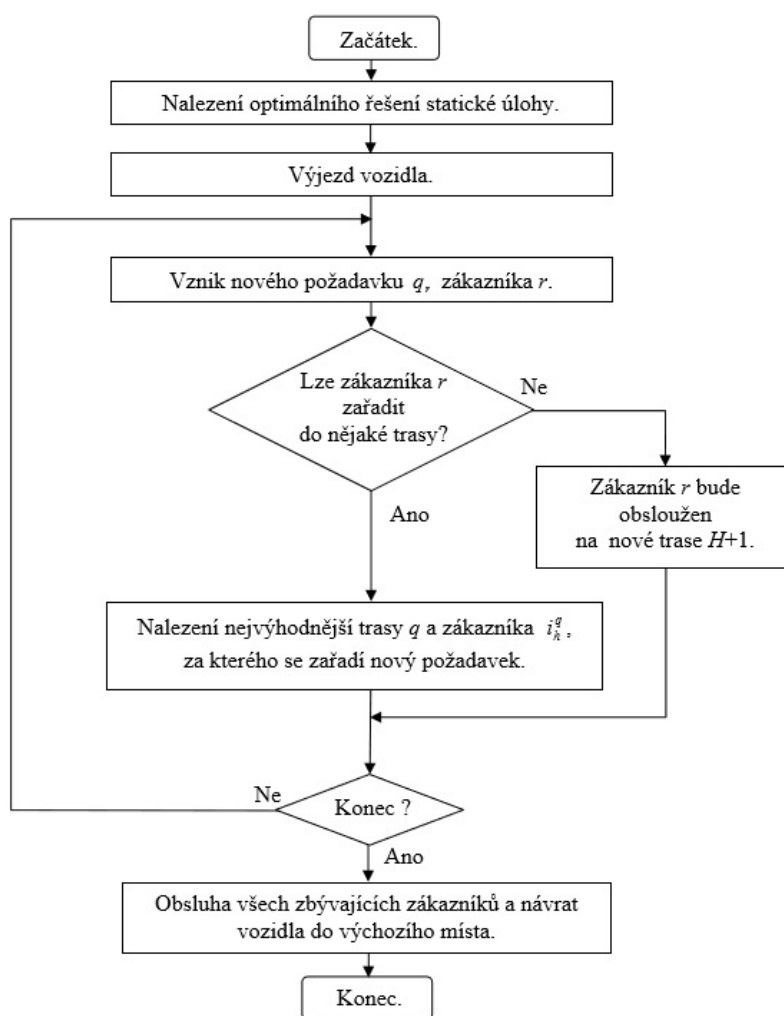 Začátek.
Nalezení optimálního řešení statické úlohy.
Výjezd vozidla.
Vznik nového požadavku q, zákazníka r.
Lze zákazníka r
zařadit
do nějaké trasy?
Ne
Zákazník r bude
obsloužen
na nové trase H+1.
Ano
Nalezení nejvýhodnější trasy q a zákazníka i_h^q,
za kterého se zařadí nový požadavek.
Ne
Konec ?
Ano
Obsluha všech zbývajících zákazníků a návrat
vozidla do výchozího místa.
Konec.